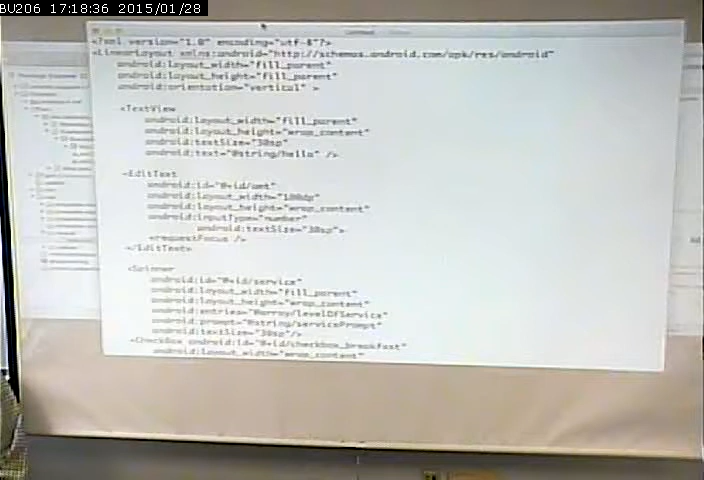 BU206 17:18:36 2015/01/28
<?xml version="1.0" encoding="utf-8"?>
<LinearLayout xmlns:android="http://schemas.android.com/apk/res/android"
android:layout_width="fill_parent"
android:layout_height="fill_parent"
android:orientation="vertical" >
<TextView
android:layout_width="fill_parent"
android:layout_height="wrap_content"
android:textSize="30sp"
android:text="@string/hello" />
<EditText
android:id="@+id/amt"
android:layout_width="100dp"
android:layout_height="wrap_content"
android:inputType="number"
android:textSize="30sp">
<requestFocus />
</EditText>
<Spinner
android:id="@+id/service"
android:layout_width="fill_parent"
android:layout_height="wrap_content"
android:entries="@array/levelOfService"
android:prompt="@string/servicePrompt"
android:textSize="30sp"/>
<CheckBox android:id="@+id/checkbox_breakfast"
android:layout_width="wrap_content"